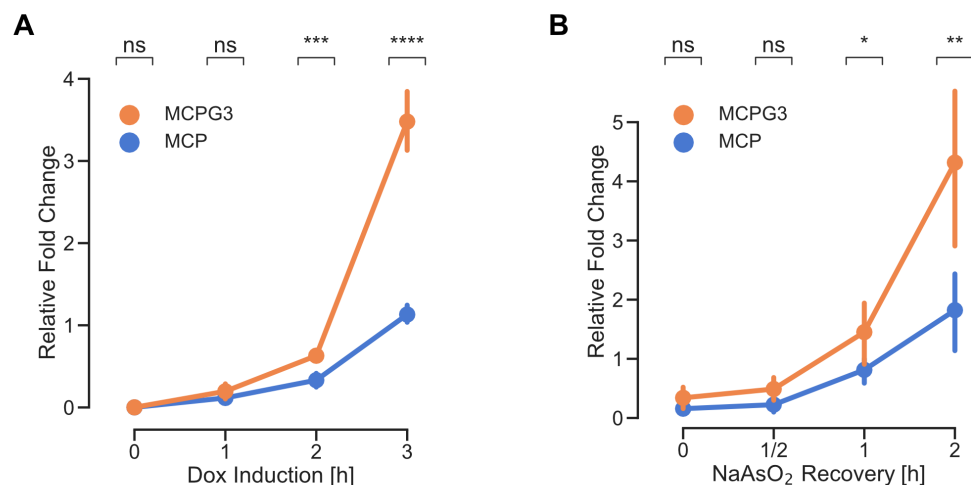 A
ns ns *** ****
4
MCPG3
MCP
3
2
1
0
Relative Fold Change
0 1 2 3
Dox Induction [h]
B
ns ns * **
MCPG3
MCP
5
4
3
2
1
0
Relative Fold Change
0 1/2 1 2
NaAsO₂ Recovery [h]